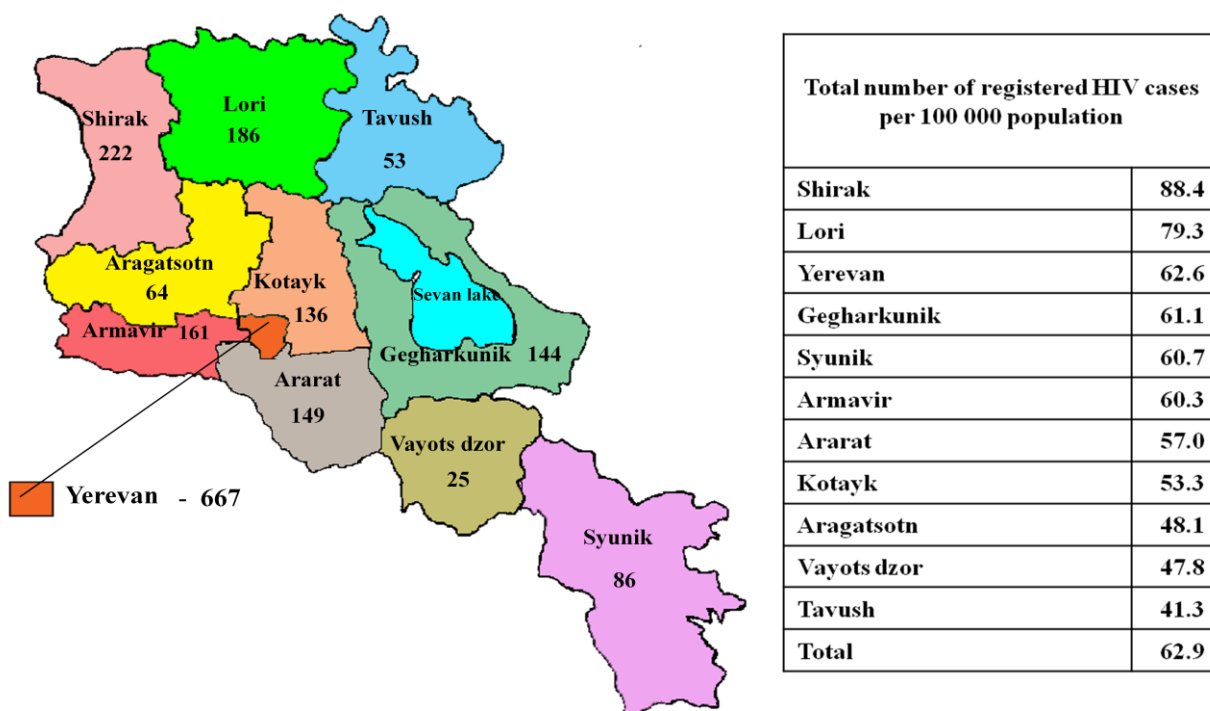 Shirak
222
Lori
186
Tavush
53
Aragatsotn
64
Kotayk
136
Sevan lake
Armavir 161
Gegharkunik 144
Ararat
149
Vayots dzor
25
Yerevan - 667
Syunik
86
Total number of registered HIV cases
per 100 000 population
Shirak 88.4
Lori 79.3
Yerevan 62.6
Gegharkunik 61.1
Syunik 60.7
Armavir 60.3
Ararat 57.0
Kotayk 53.3
Aragatsotn 48.1
Vayots dzor 47.8
Tavush 41.3
Total 62.9